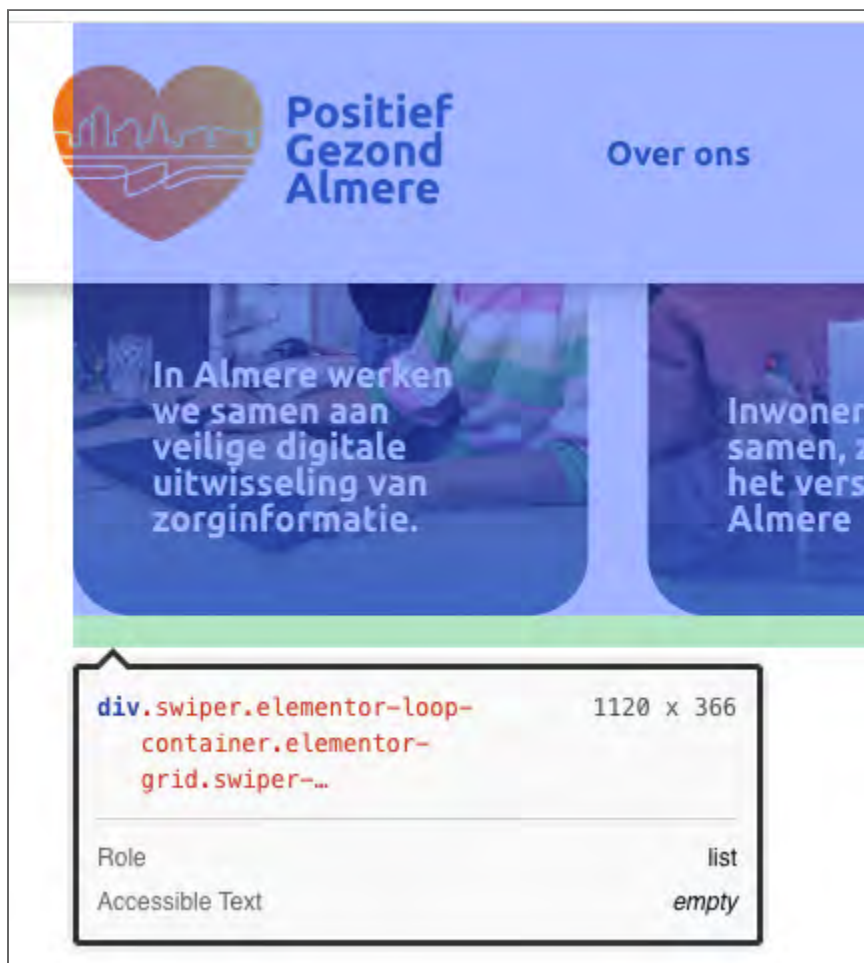 Positief
Gezond
Almere
Over ons
In Almere werken
we samen aan
veilige digitale
uitwisseling van
zorginformatie.
Inwoner
samen, z
het vers
Almere
div.swiper.elementor-loop- 1120 x 366
container.elementor-
grid.swiper-…
Role list
Accessible Text empty